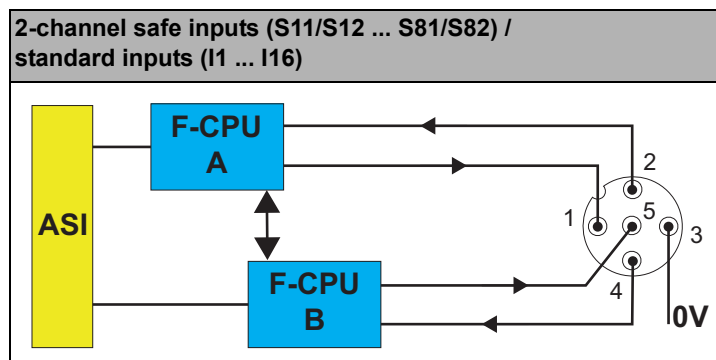 2-channel safe inputs (S11/S12 ... S81/S82) /
standard inputs (I1 ... I16)
F-CPU
A
ASI
F-CPU
B
2
1
5
3
4
0V